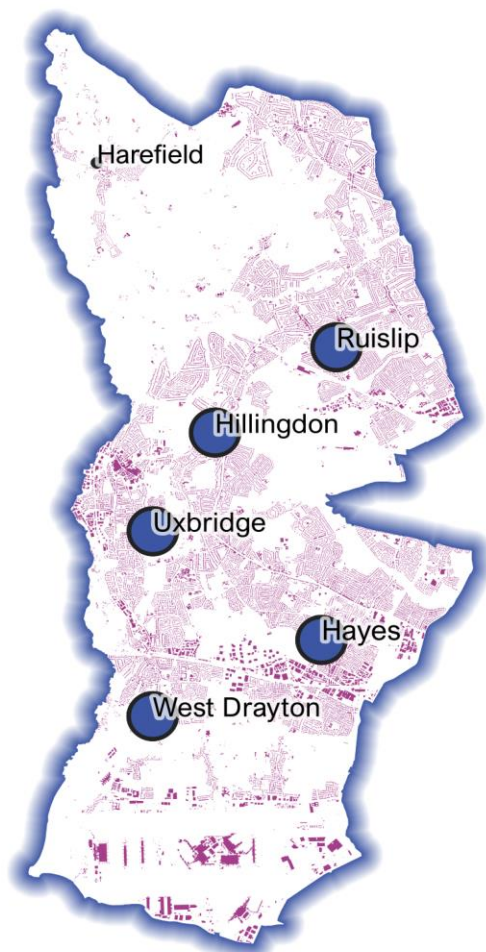 Harefield
Ruislip
Hillingdon
Uxbridge
Hayes
West Drayton